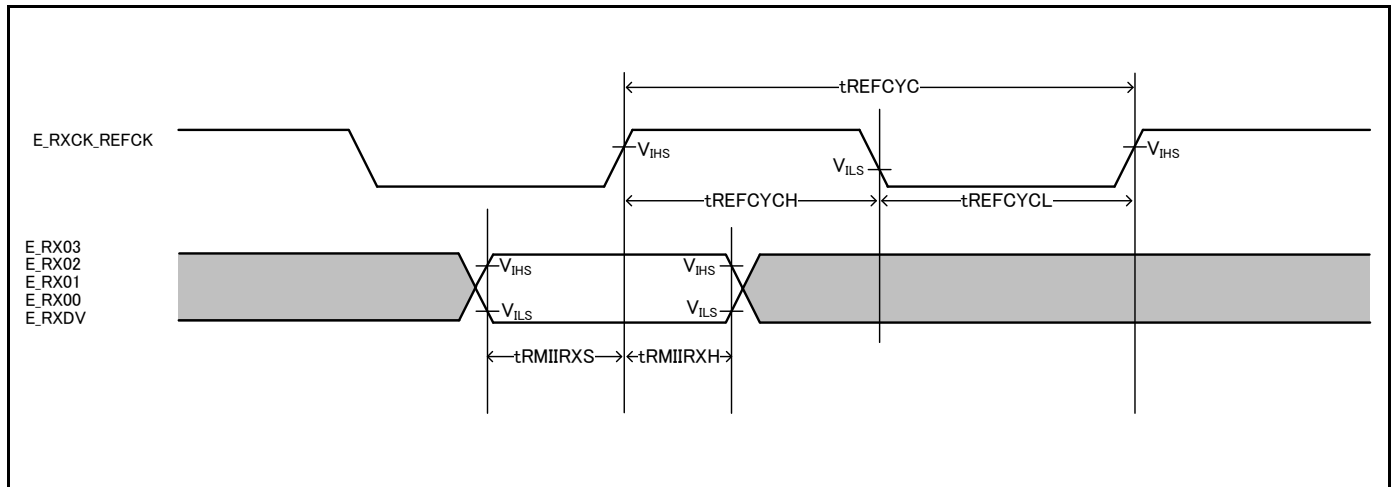 tREFCYC
E_RXCK_REFCK
VIHS
VILS
VIHS
tREFCYCH
tREFCYCL
E_RX03
E_RX02
E_RX01
E_RX00
E_RXDV
VIHS
VIHS
VILS
VILS
tRMIIRXS
tRMIIRXH